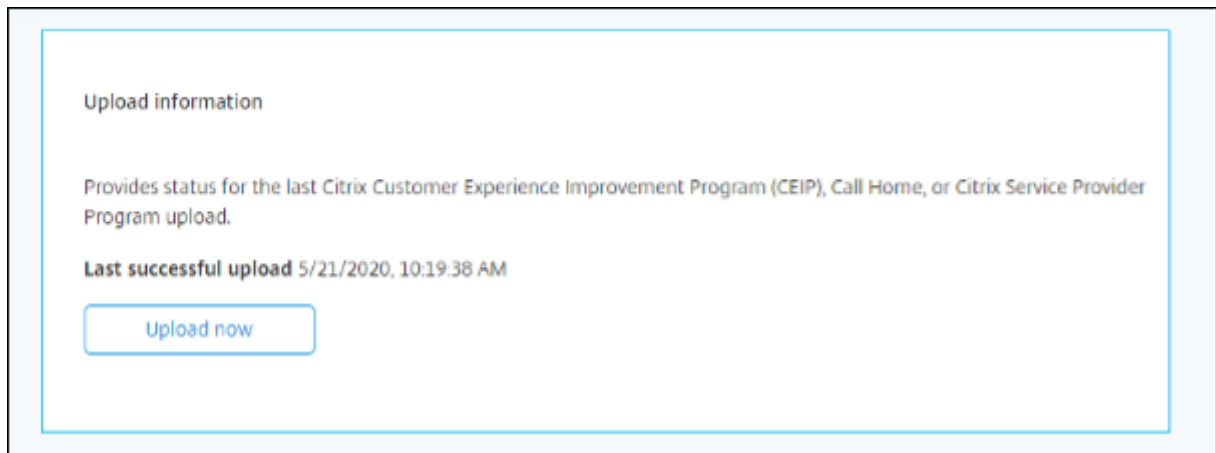 Upload information
Provides status for the last Citrix Customer Experience Improvement Program (CEIP), Call Home, or Citrix Service Provider
Program upload.
Last successful upload 5/21/2020, 10:19:38 AM
Upload now